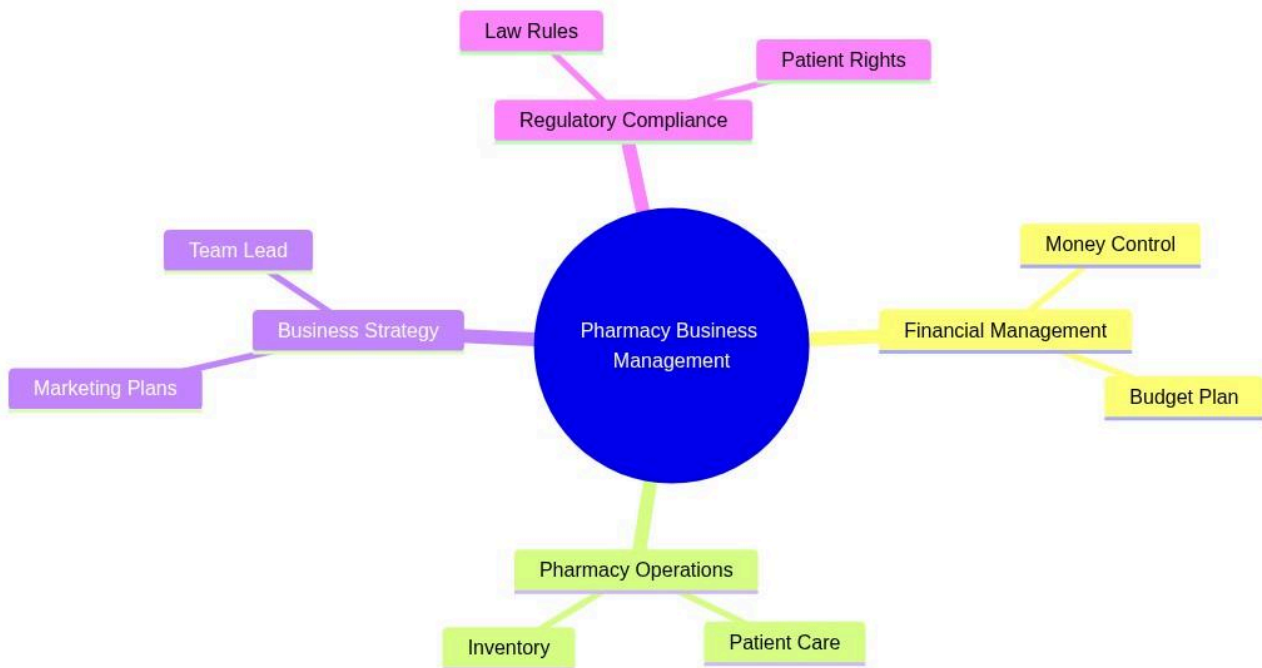 Law Rules
Patient Rights
Regulatory Compliance
Team Lead
Business Strategy
Marketing Plans
Pharmacy Business
Management
Money Control
Financial Management
Budget Plan
Pharmacy Operations
Inventory
Patient Care